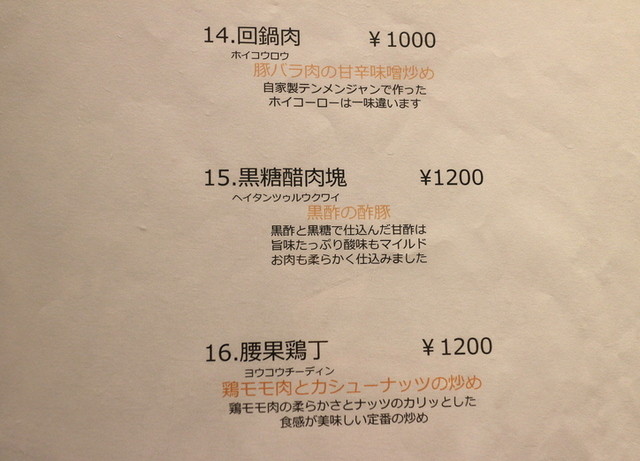 14.回鍋肉 ￥1000
ホイコウロウ
豚バラ肉の甘辛味噌炒め
自家製テンメンジャンで作った
ホイコーローは一味違います
15.黒糖醋肉塊 ¥1200
ヘイタンツゥルウクワイ
黒酢の酢豚
黒酢と黒糖で仕込んだ甘酢は
旨味たっぷり酸味もマイルド
お肉も柔らかく仕込みました
16.腰果鶏丁 ￥1200
ヨウコウチーディン
鶏モモ肉とカシューナッツの炒め
鶏モモ肉の柔らかさとナッツのカリッとした
食感が美味しい定番の炒め